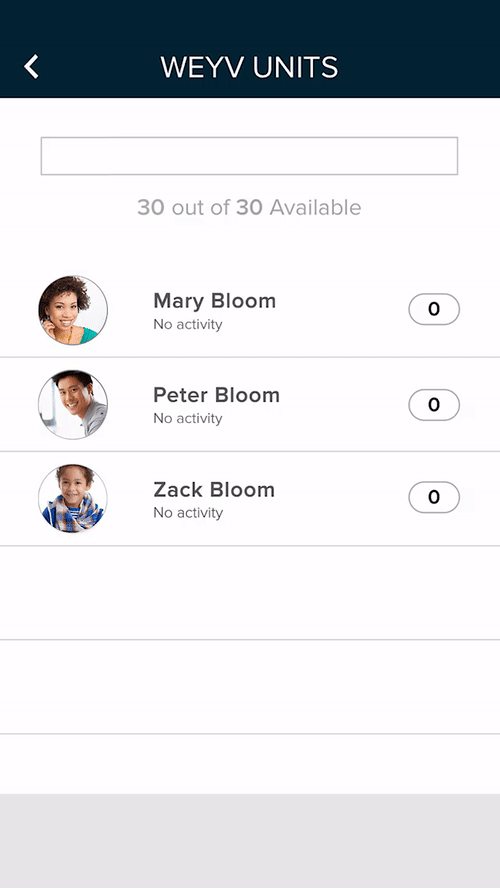 WEYV UNITS
30 out of 30 Available
Mary Bloom
No activity
0
Peter Bloom
No activity
0
Zack Bloom
No activity
0